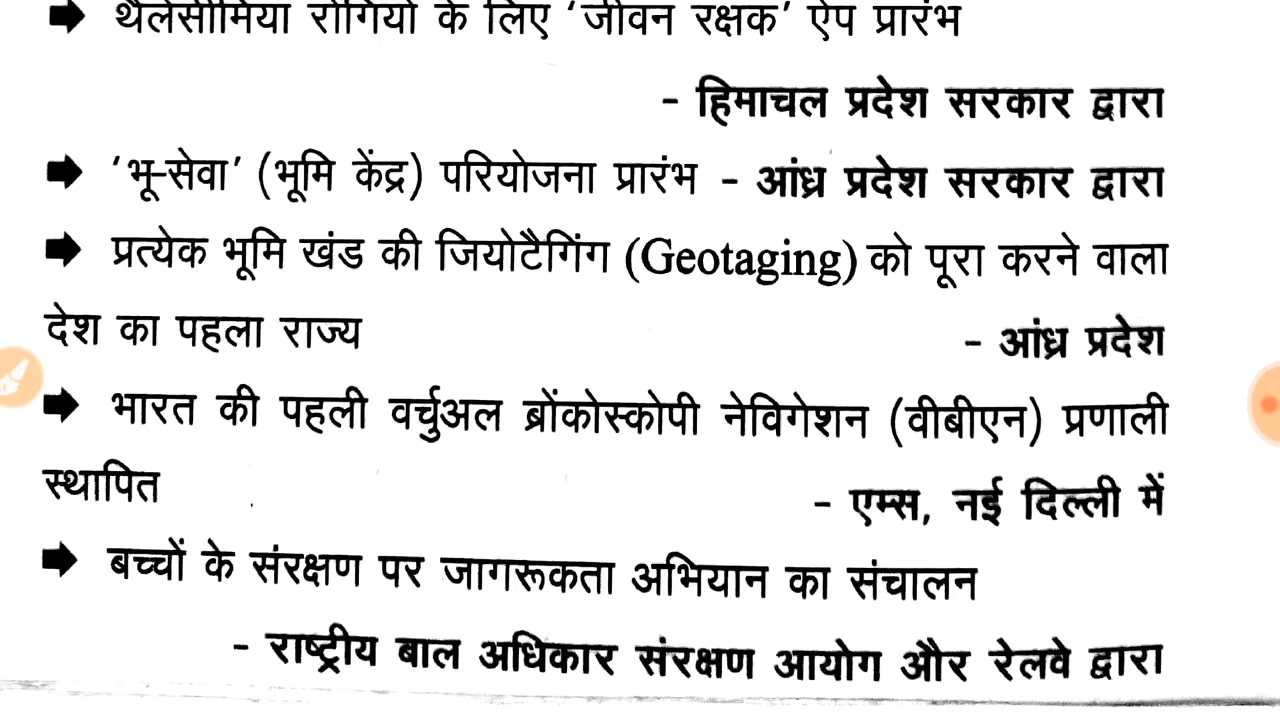 ➡ थैलेसीमिया रोगियों के लिए ‘जीवन रक्षक’ ऐप प्रारंभ
- हिमाचल प्रदेश सरकार द्वारा
➡ ‘भू-सेवा’ (भूमि केंद्र) परियोजना प्रारंभ - आंध्र प्रदेश सरकार द्वारा
➡ प्रत्येक भूमि खंड की जियोटैगिंग (Geotaging) को पूरा करने वाला
देश का पहला राज्य - आंध्र प्रदेश
➡ भारत की पहली वर्चुअल ब्रोंकोस्कोपी नेविगेशन (वीबीएन) प्रणाली
स्थापित - एम्स, नई दिल्ली में
➡ बच्चों के संरक्षण पर जागरूकता अभियान का संचालन
- राष्ट्रीय बाल अधिकार संरक्षण आयोग और रेलवे द्वारा